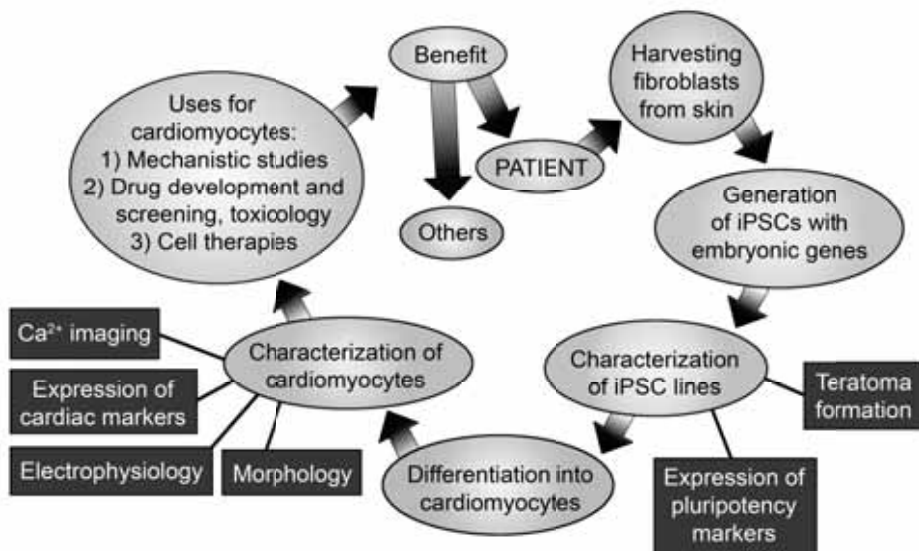 Benefit
PATIENT
Others
Harvesting
fibroblasts
from skin
Generation
of iPSCs with
embryonic genes
Characterization
of iPSC lines
Teratoma
formation
Expression of
pluripotency
markers
Differentiation into
cardiomyocytes
Characterization of
cardiomyocytes
Ca²⁺ imaging
Expression of
cardiac markers
Electrophysiology
Morphology
Uses for
cardiomyocytes:
1) Mechanistic studies
2) Drug development and
screening, toxicology
3) Cell therapies